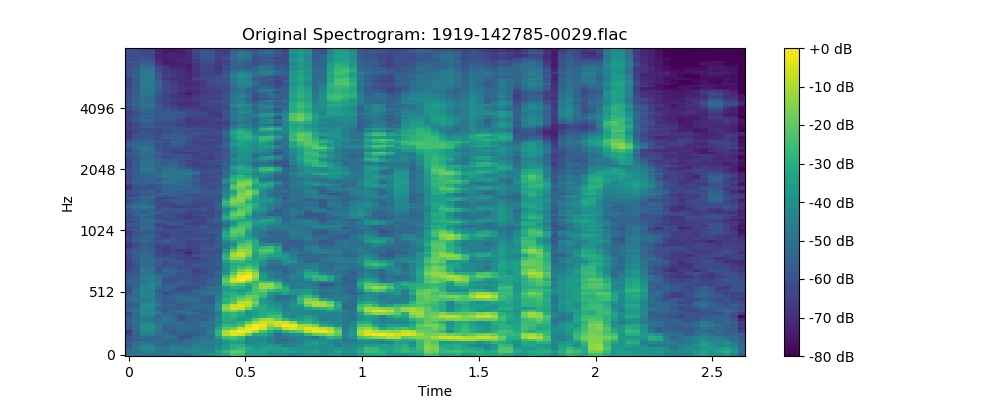 Original Spectrogram: 1919-142785-0029.flac
Hz
4096
2048
1024
512
0
0 0.5 1 1.5 2 2.5
Time
+0 dB
-10 dB
-20 dB
-30 dB
-40 dB
-50 dB
-60 dB
-70 dB
-80 dB